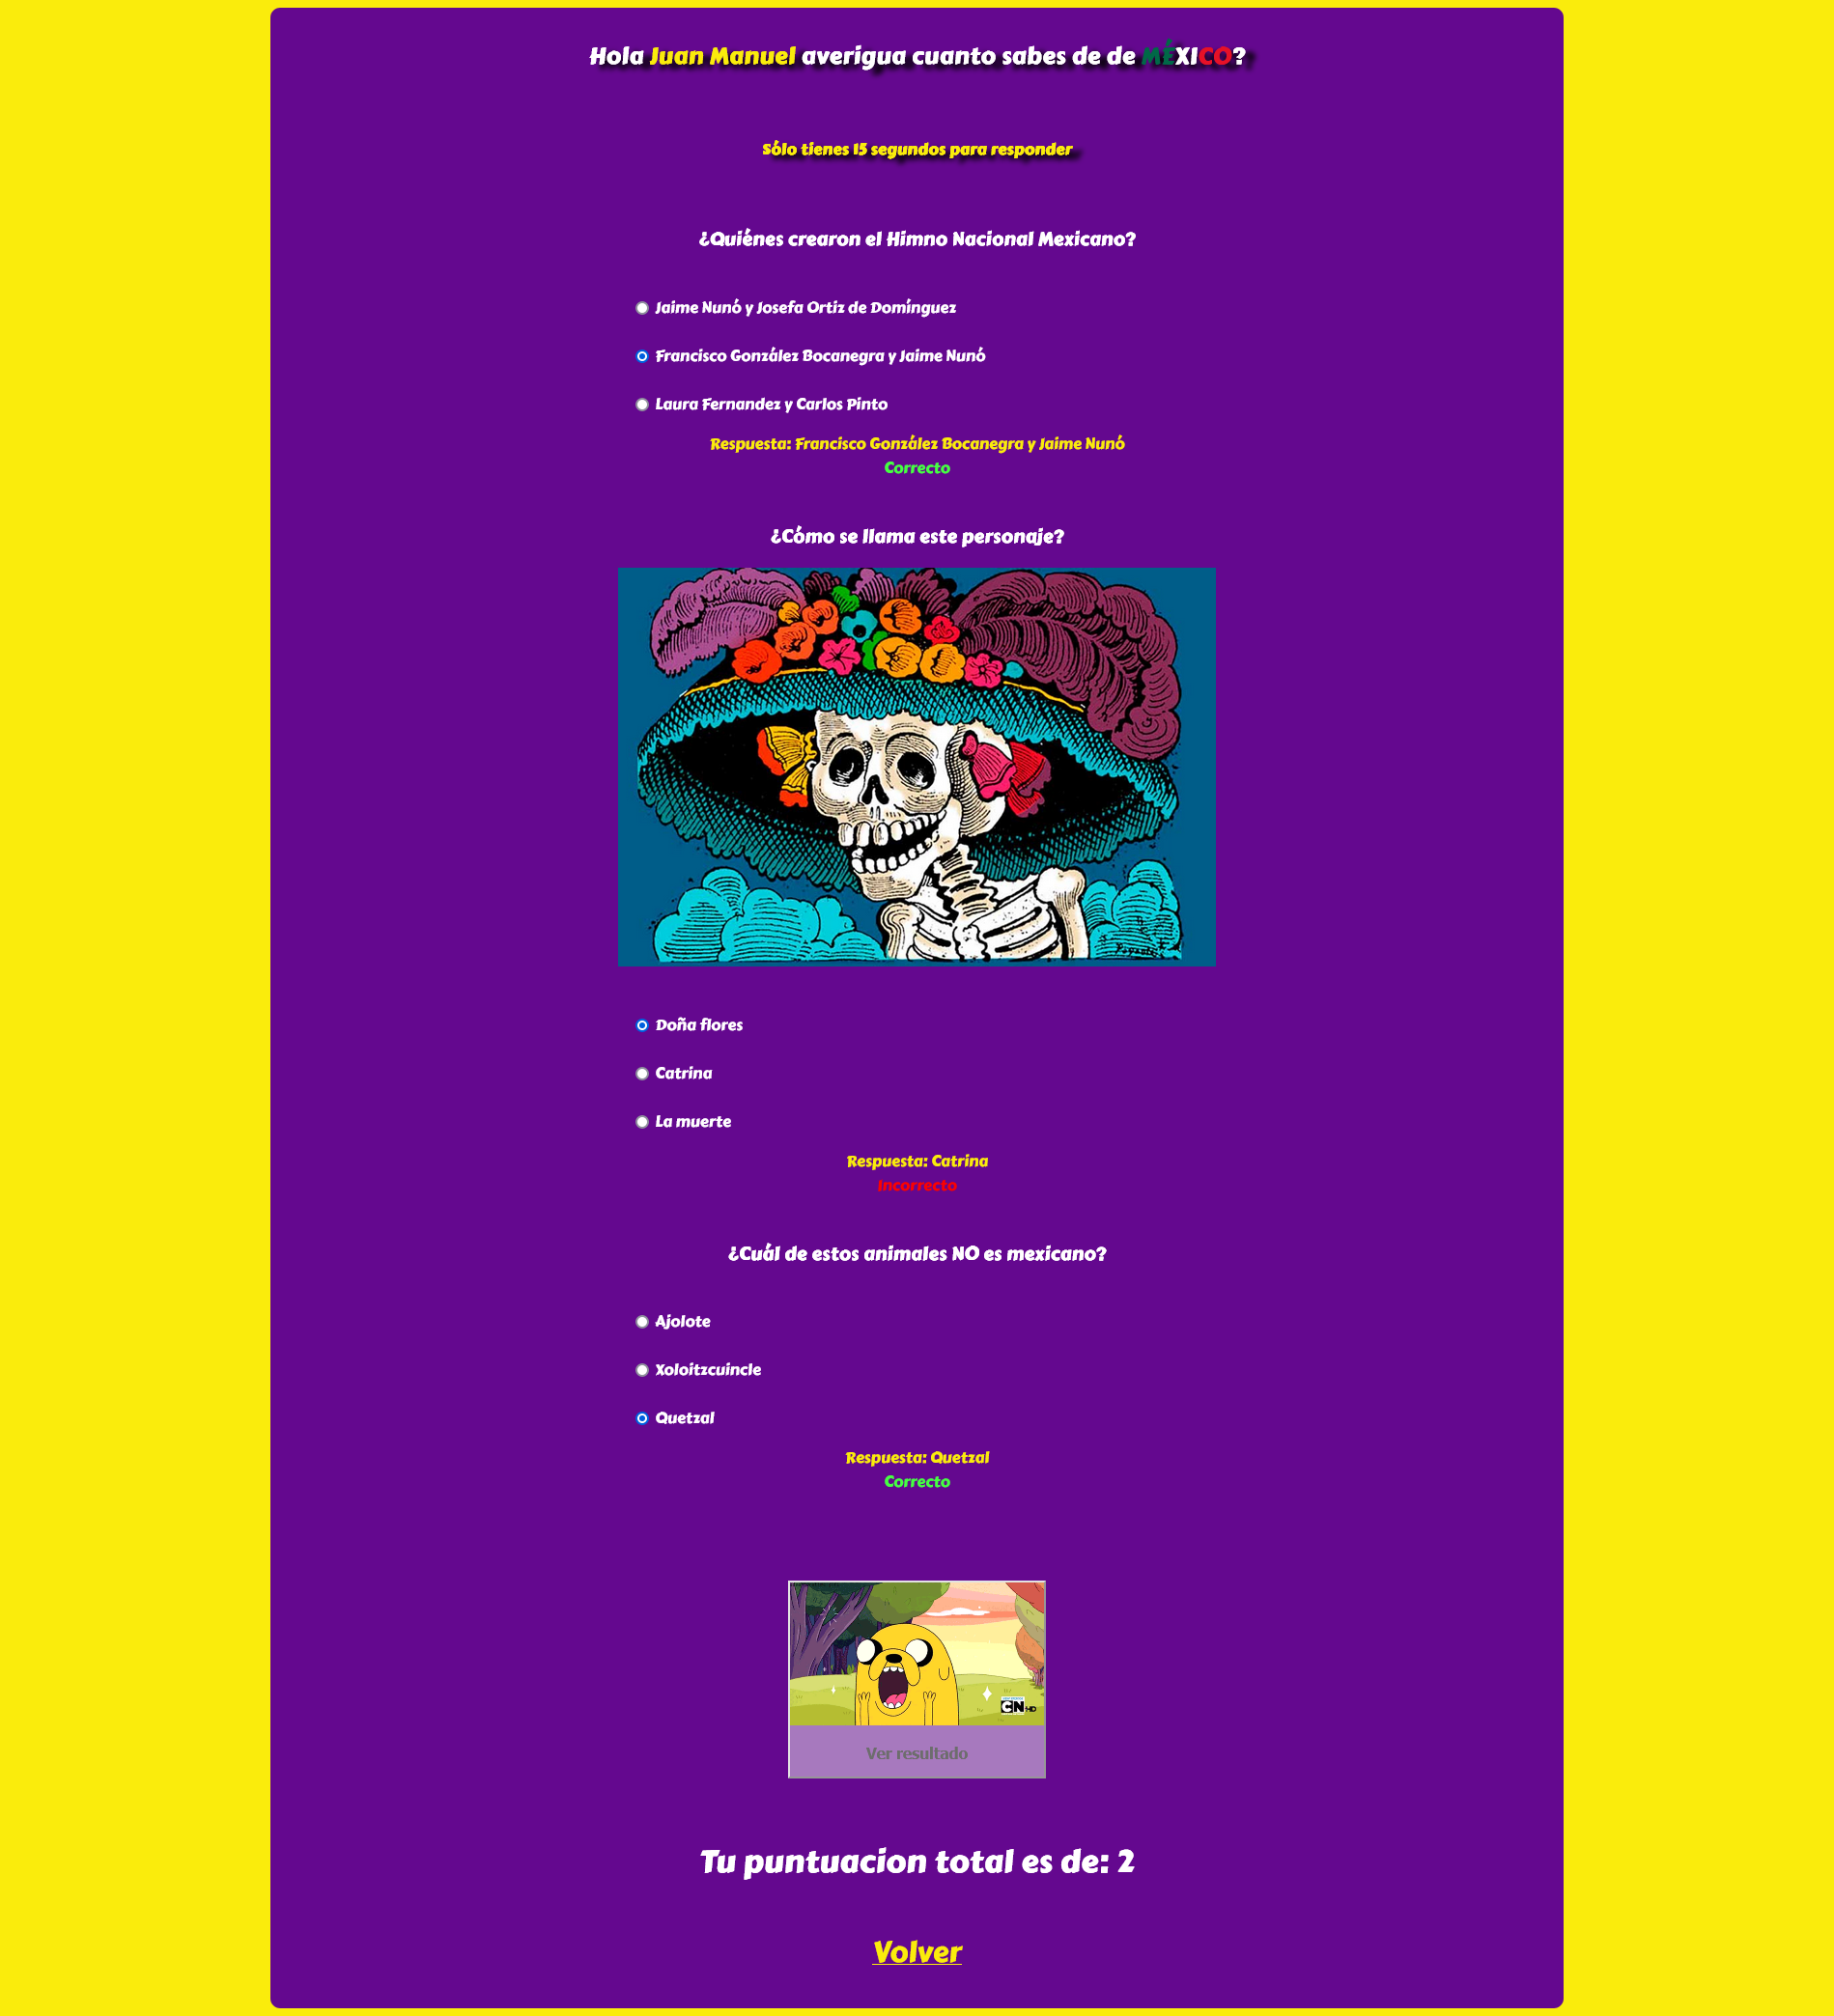 Hola Juan Manuel averigua cuanto sabes de de MÉXICO?
Sólo tienes 15 segundos para responder
¿Quiénes crearon el Himno Nacional Mexicano?
Jaime Nunó y Josefa Ortiz de Domínguez
Francisco González Bocanegra y Jaime Nunó
Laura Fernandez y Carlos Pinto
Respuesta: Francisco González Bocanegra y Jaime Nunó
Correcto
¿Cómo se llama este personaje?
Doña flores
Catrina
La muerte
Respuesta: Catrina
Incorrecto
¿Cuál de estos animales NO es mexicano?
Ajolote
Xoloitzcuincle
Quetzal
Respuesta: Quetzal
Correcto
CN HD
Ver resultado
Tu puntuacion total es de: 2
Volver